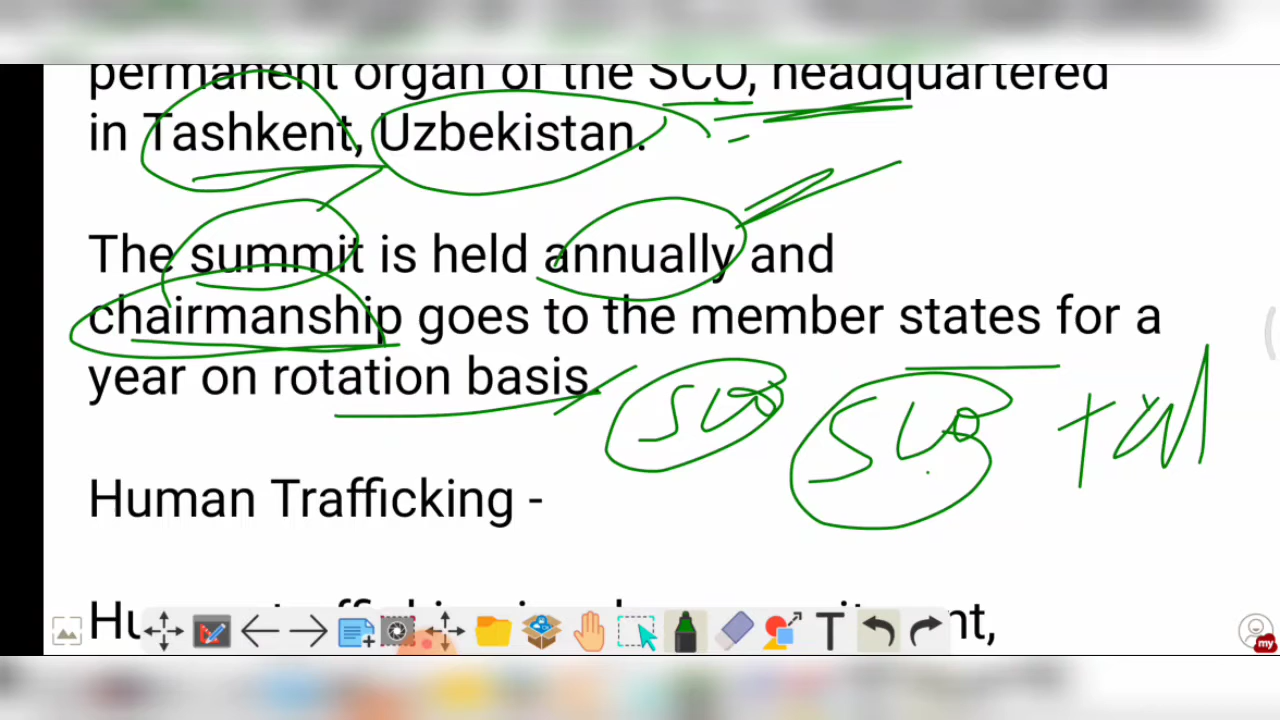 permanent organ of the SCO, headquartered
in Tashkent, Uzbekistan.
The summit is held annually and
chairmanship goes to the member states for a
year on rotation basis.
SCO SCO
Human Trafficking -
T
my